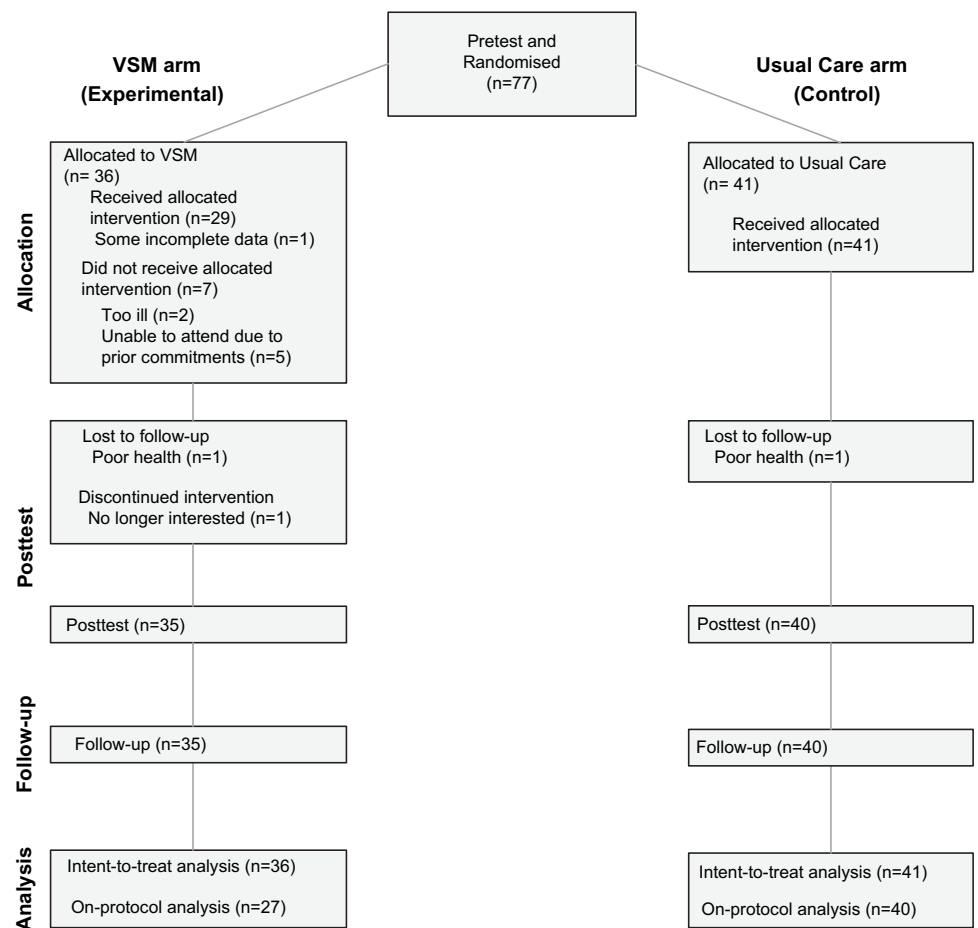 Pretest and
Randomised
(n=77)
VSM arm
(Experimental)
Usual Care arm
(Control)
Allocation
Allocated to VSM
(n= 36)
Received allocated
intervention (n=29)
Some incomplete data (n=1)
Did not receive allocated
intervention (n=7)
Too ill (n=2)
Unable to attend due to
prior commitments (n=5)
Allocated to Usual Care
(n= 41)
Received allocated
intervention (n=41)
Posttest
Lost to follow-up
Poor health (n=1)
Discontinued intervention
No longer interested (n=1)
Lost to follow-up
Poor health (n=1)
Posttest (n=35)
Posttest (n=40)
Follow-up
Follow-up (n=35)
Follow-up (n=40)
Analysis
Intent-to-treat analysis (n=36)
On-protocol analysis (n=27)
Intent-to-treat analysis (n=41)
On-protocol analysis (n=40)